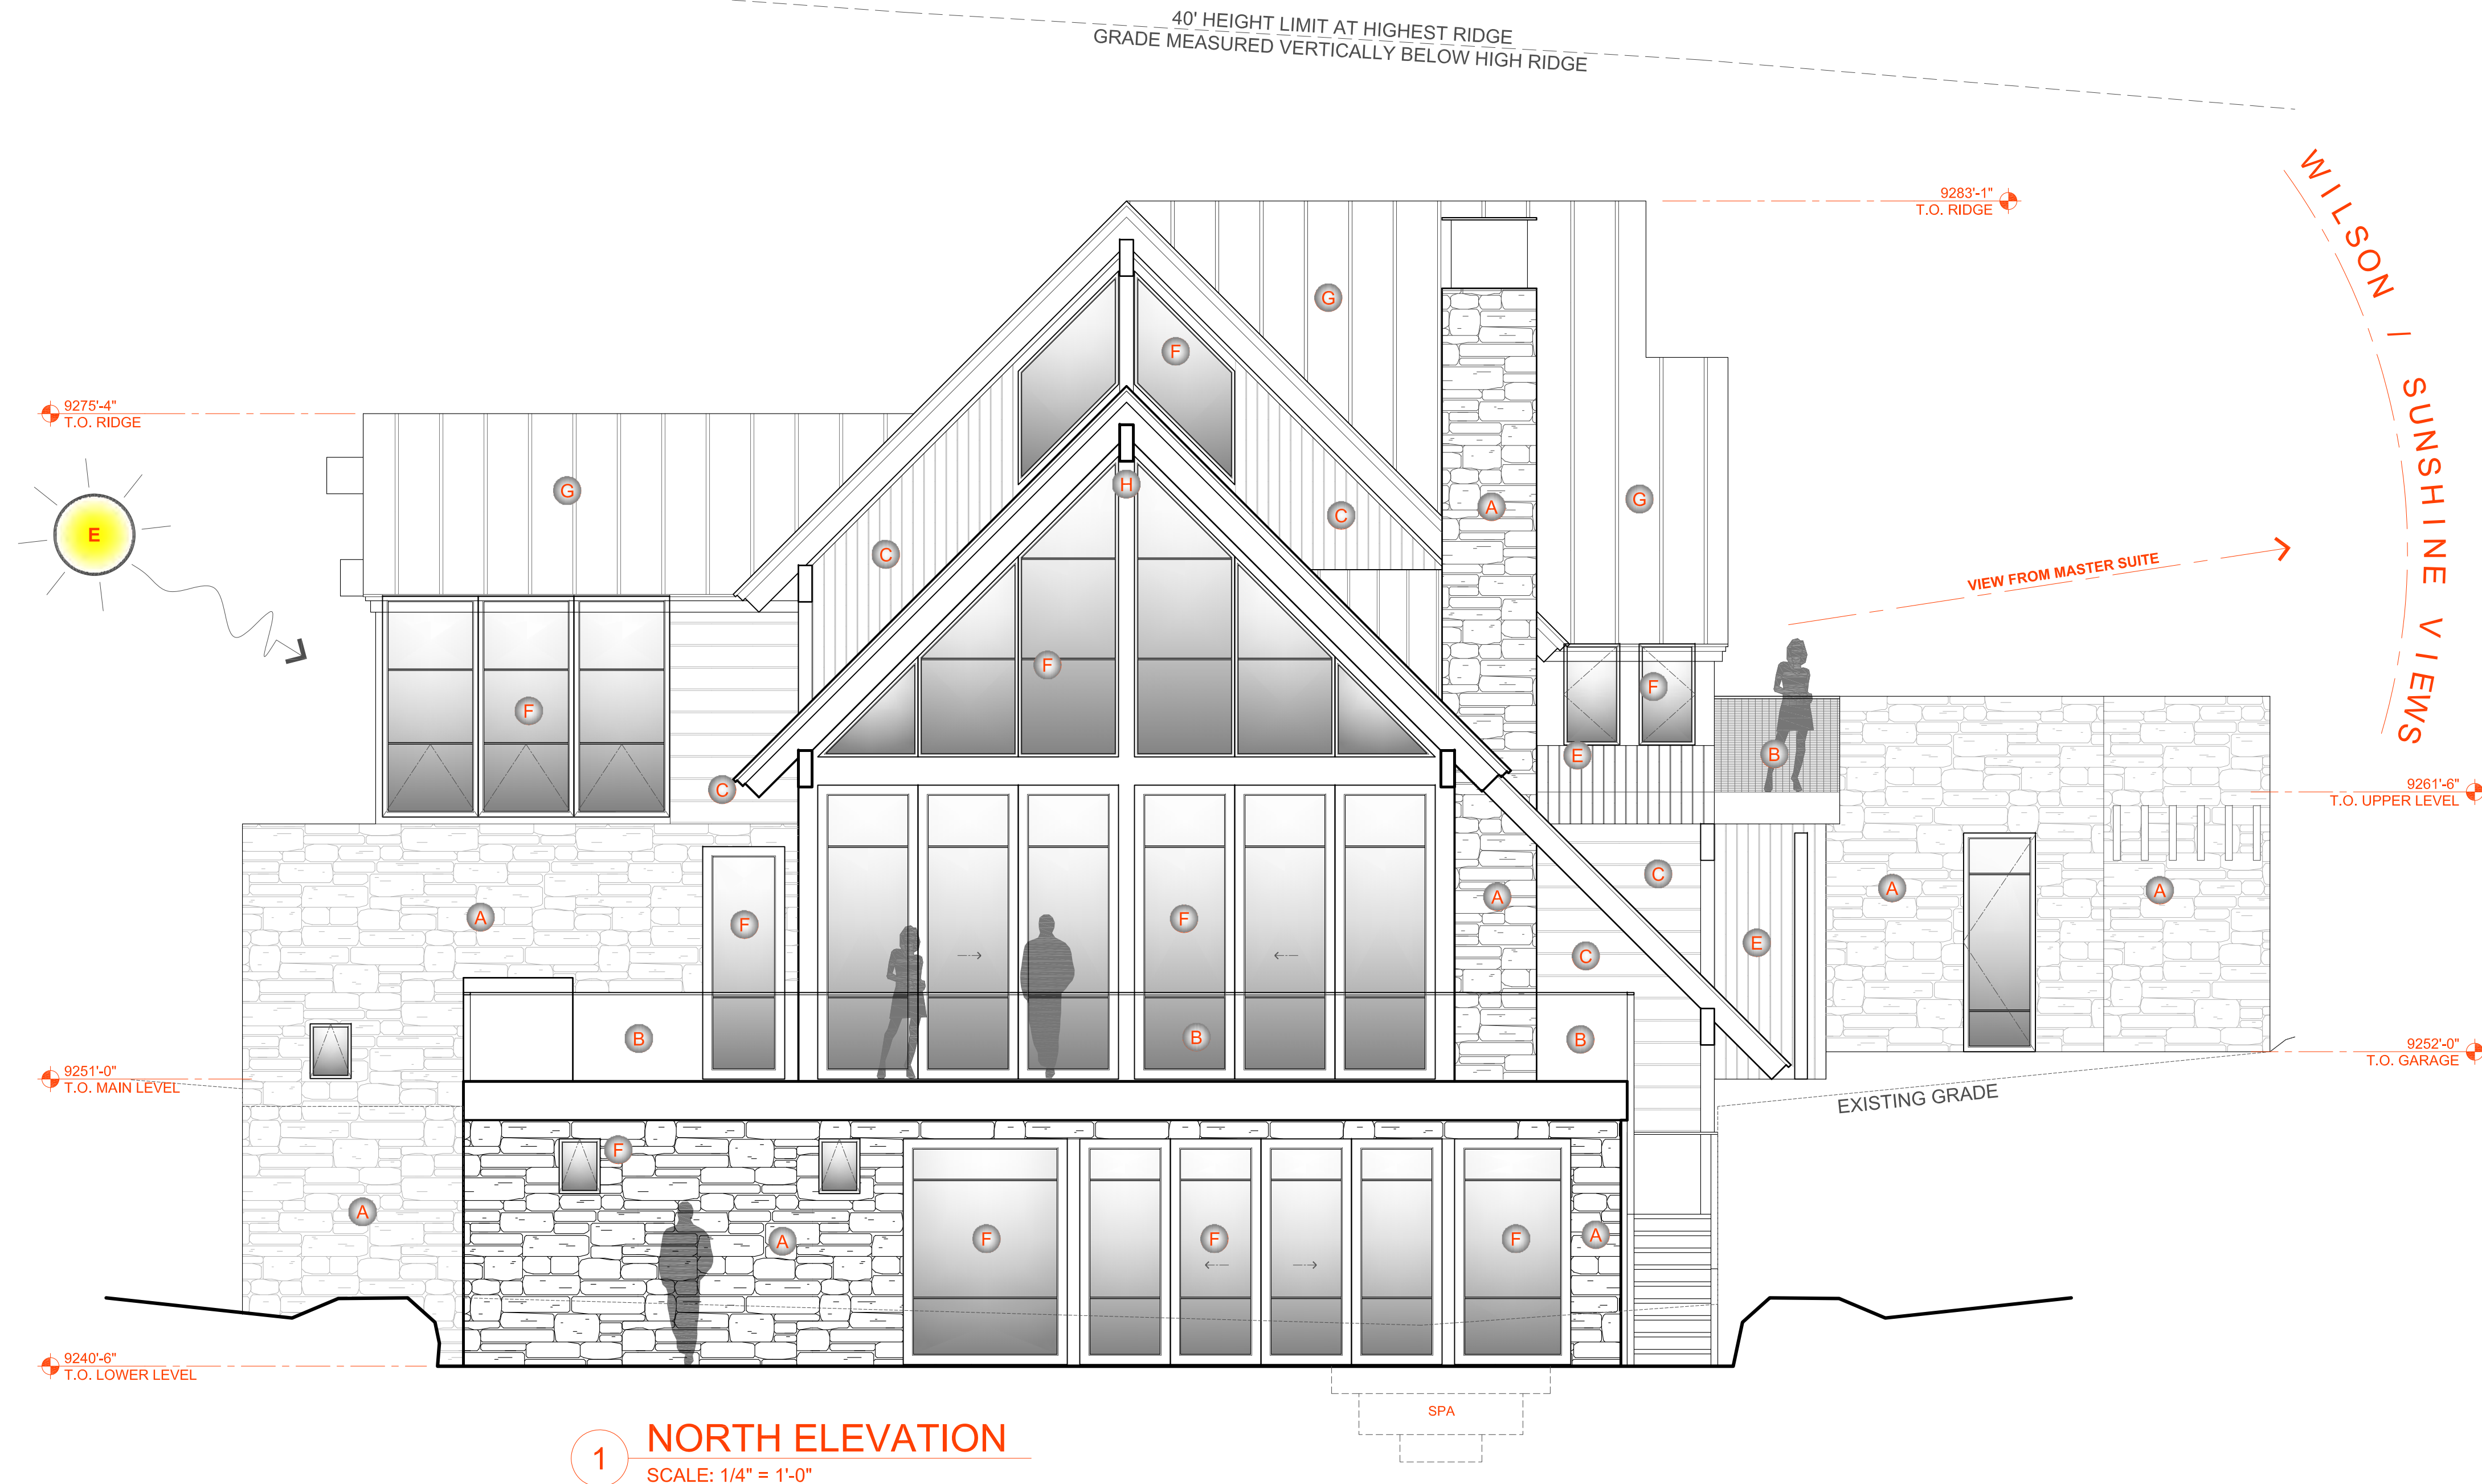 40' HEIGHT LIMIT AT HIGHEST RIDGE
GRADE MEASURED VERTICALLY BELOW HIGH RIDGE
WILSON / SUNSHINE VIEWS
9283'-1"
T.O. RIDGE
G
F
9275'-4"
T.O. RIDGE
G
H
A
G
C
E
C
VIEW FROM MASTER SUITE
F
F
F
E
B
C
9261'-6"
T.O. UPPER LEVEL
C
A
A
A
A
F
F
C
E
B
B
B
9252'-0"
T.O. GARAGE
9251'-0"
T.O. MAIN LEVEL
EXISTING GRADE
F
A
A
F
F
F
A
9240'-6"
T.O. LOWER LEVEL
SPA
1
NORTH ELEVATION
SCALE: 1/4" = 1'-0"